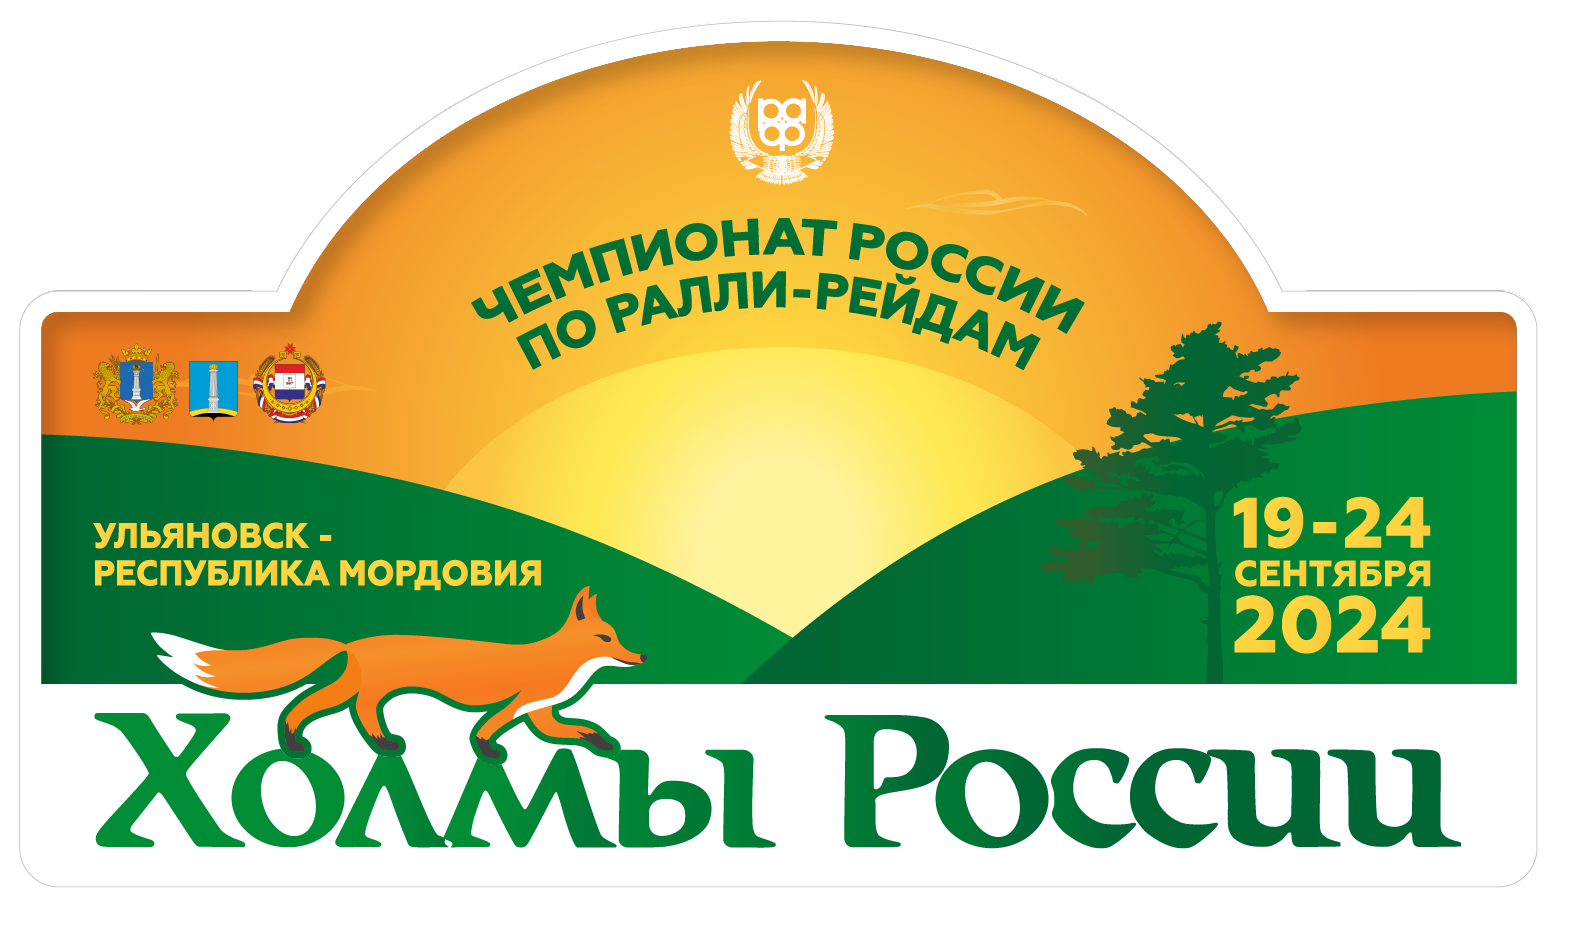 ЧЕМПИОНАТ РОССИИ
ПО РАЛЛИ-РЕЙДАМ
УЛЬЯНОВСК -
РЕСПУБЛИКА МОРДОВИЯ
19-24
СЕНТЯБРЯ
2024
Холмы России